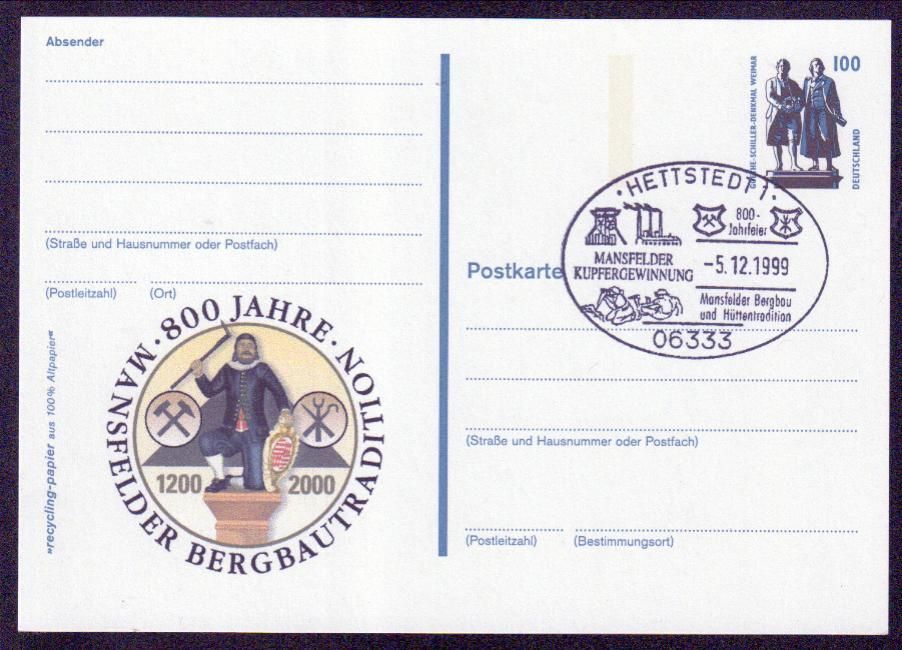 Absender
(Straße und Hausnummer oder Postfach)
(Postleitzahl) (Ort)
»recycling-papier aus 100% Altpapier«
· 800 JAHRE · MANSFELDER BERGBAUTRADITION
1200 2000
Postkarte
GOETHE-SCHILLER-DENKMAL WEIMAR
100
DEUTSCHLAND
· HETTSTEDT 1 ·
800-
Jahrfeier
MANSFELDER
KUPFERGEWINNUNG
-5.12.1999
Mansfelder Bergbau
und Hüttentradition
06333
(Straße und Hausnummer oder Postfach)
(Postleitzahl) (Bestimmungsort)